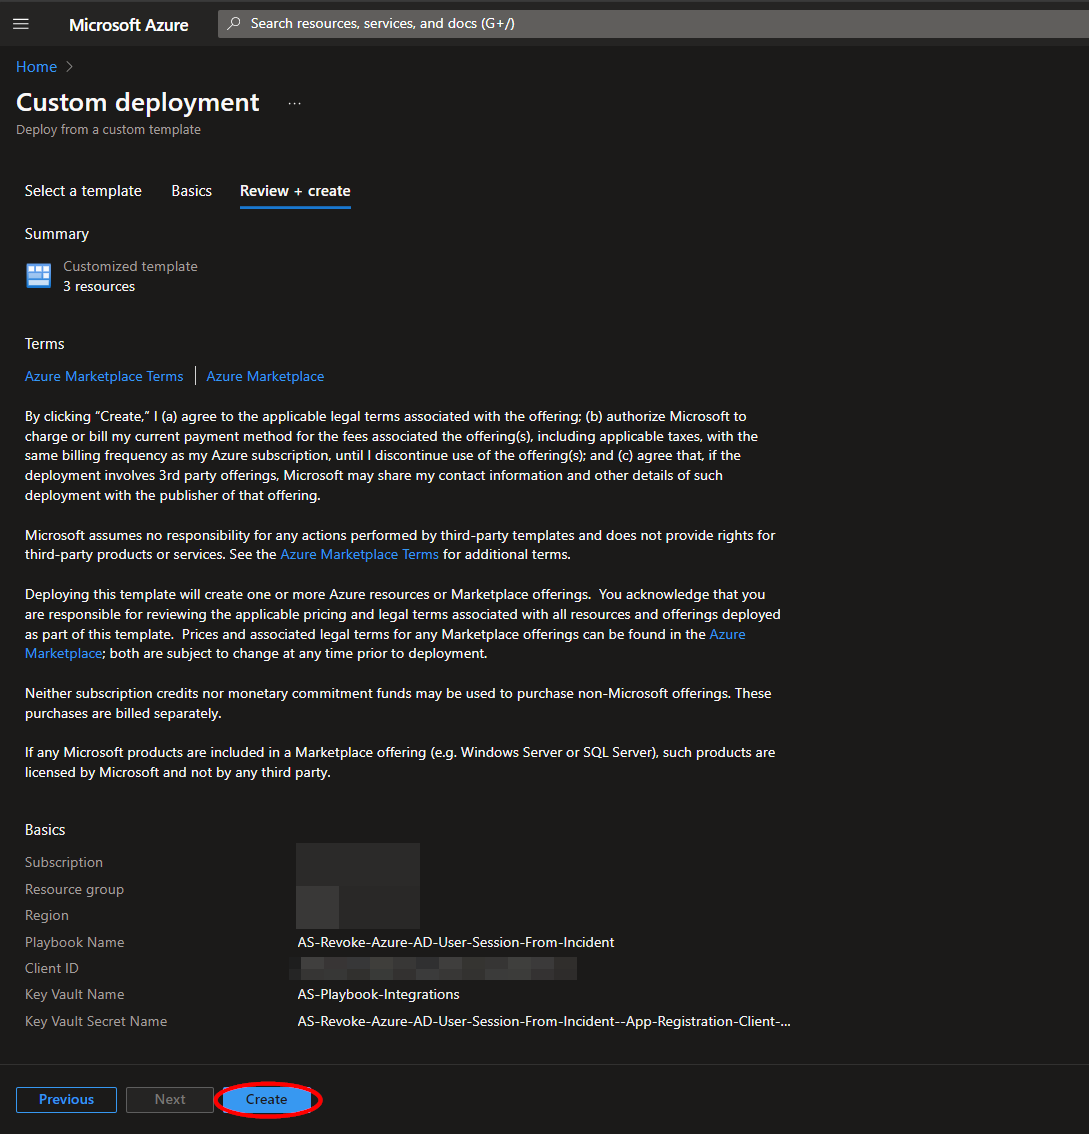 Microsoft Azure
Search resources, services, and docs (G+/)
Home
Custom deployment ...
Deploy from a custom template
Select a template Basics Review + create
Summary
Customized template
3 resources
Terms
Azure Marketplace Terms Azure Marketplace
By clicking “Create,” I (a) agree to the applicable legal terms associated with the offering; (b) authorize Microsoft to
charge or bill my current payment method for the fees associated the offering(s), including applicable taxes, with the
same billing frequency as my Azure subscription, until I discontinue use of the offering(s); and (c) agree that, if the
deployment involves 3rd party offerings, Microsoft may share my contact information and other details of such
deployment with the publisher of that offering.
Microsoft assumes no responsibility for any actions performed by third-party templates and does not provide rights for
third-party products or services. See the Azure Marketplace Terms for additional terms.
Deploying this template will create one or more Azure resources or Marketplace offerings. You acknowledge that you
are responsible for reviewing the applicable pricing and legal terms associated with all resources and offerings deployed
as part of this template. Prices and associated legal terms for any Marketplace offerings can be found in the Azure
Marketplace; both are subject to change at any time prior to deployment.
Neither subscription credits nor monetary commitment funds may be used to purchase non-Microsoft offerings. These
purchases are billed separately.
If any Microsoft products are included in a Marketplace offering (e.g. Windows Server or SQL Server), such products are
licensed by Microsoft and not by any third party.
Basics
Subscription
Resource group
Region
Playbook Name AS-Revoke-Azure-AD-User-Session-From-Incident
Client ID
Key Vault Name AS-Playbook-Integrations
Key Vault Secret Name AS-Revoke-Azure-AD-User-Session-From-Incident--App-Registration-Client-...
Previous Next Create